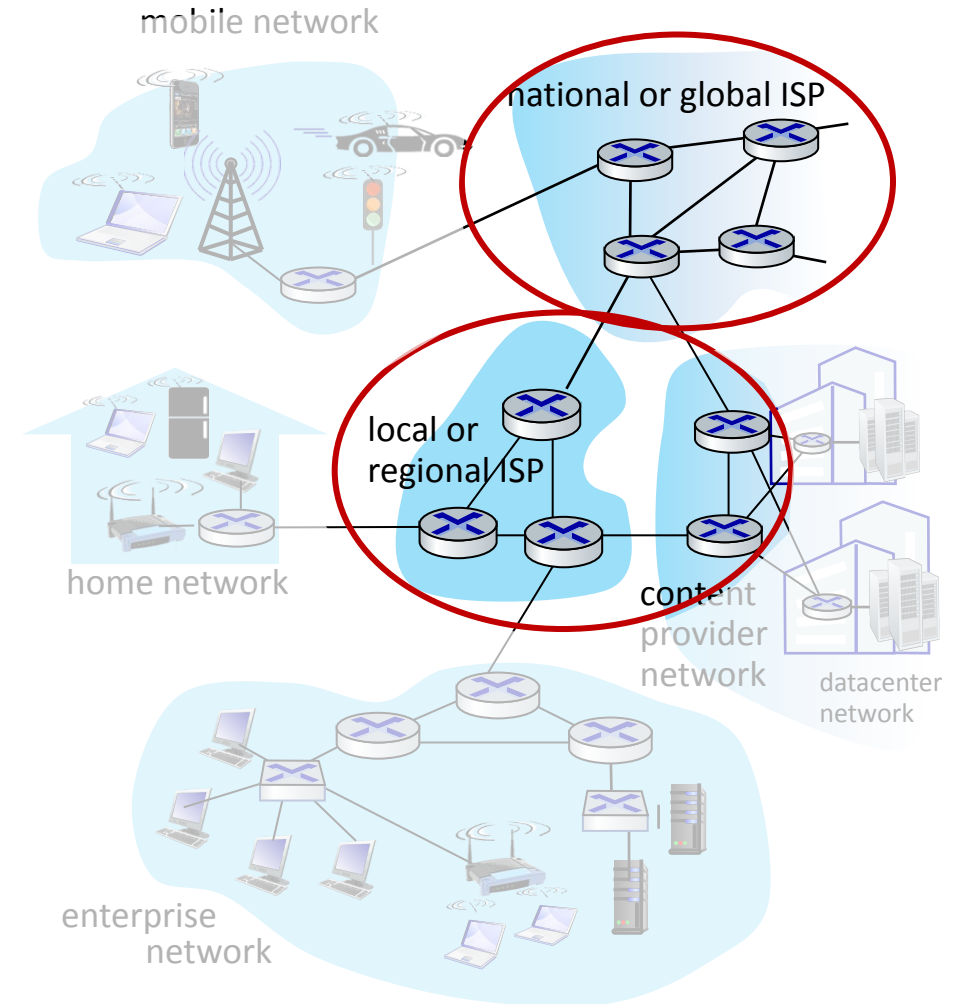 mobile network
national or global ISP
local or
regional ISP
home network
content
provider
network
datacenter
network
enterprise
network